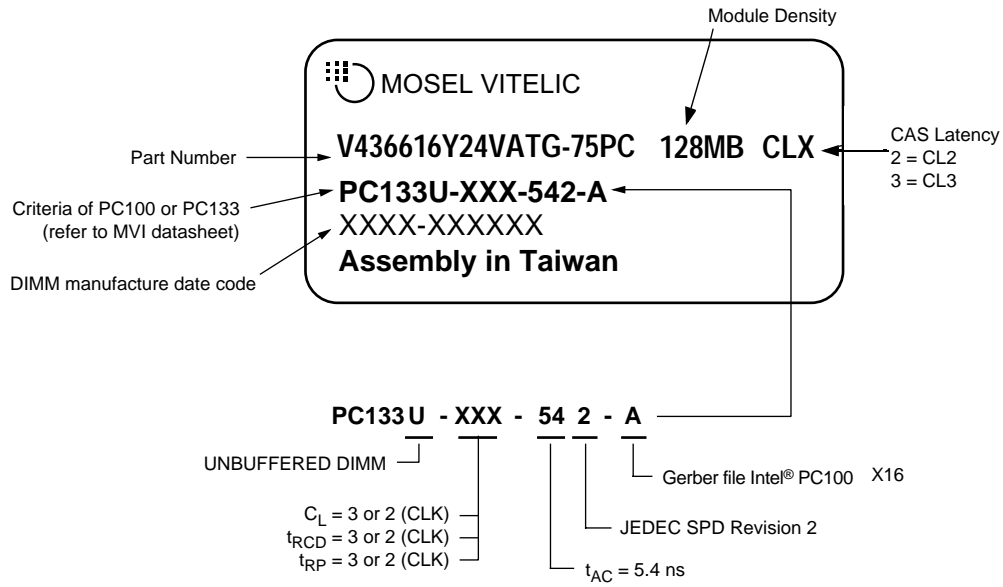 Module Density
MOSEL VITELIC
V436616Y24VATG-75PC 128MB CLX
CAS Latency
2 = CL2
3 = CL3
Part Number
PC133U-XXX-542-A
Criteria of PC100 or PC133
(refer to MVI datasheet)
XXXX-XXXXXX
Assembly in Taiwan
DIMM manufacture date code
PC133 U - XXX - 54 2 - A
UNBUFFERED DIMM
Gerber file Intel® PC100 X16
CL = 3 or 2 (CLK)
tRCD = 3 or 2 (CLK)
tRP = 3 or 2 (CLK)
JEDEC SPD Revision 2
tAC = 5.4 ns